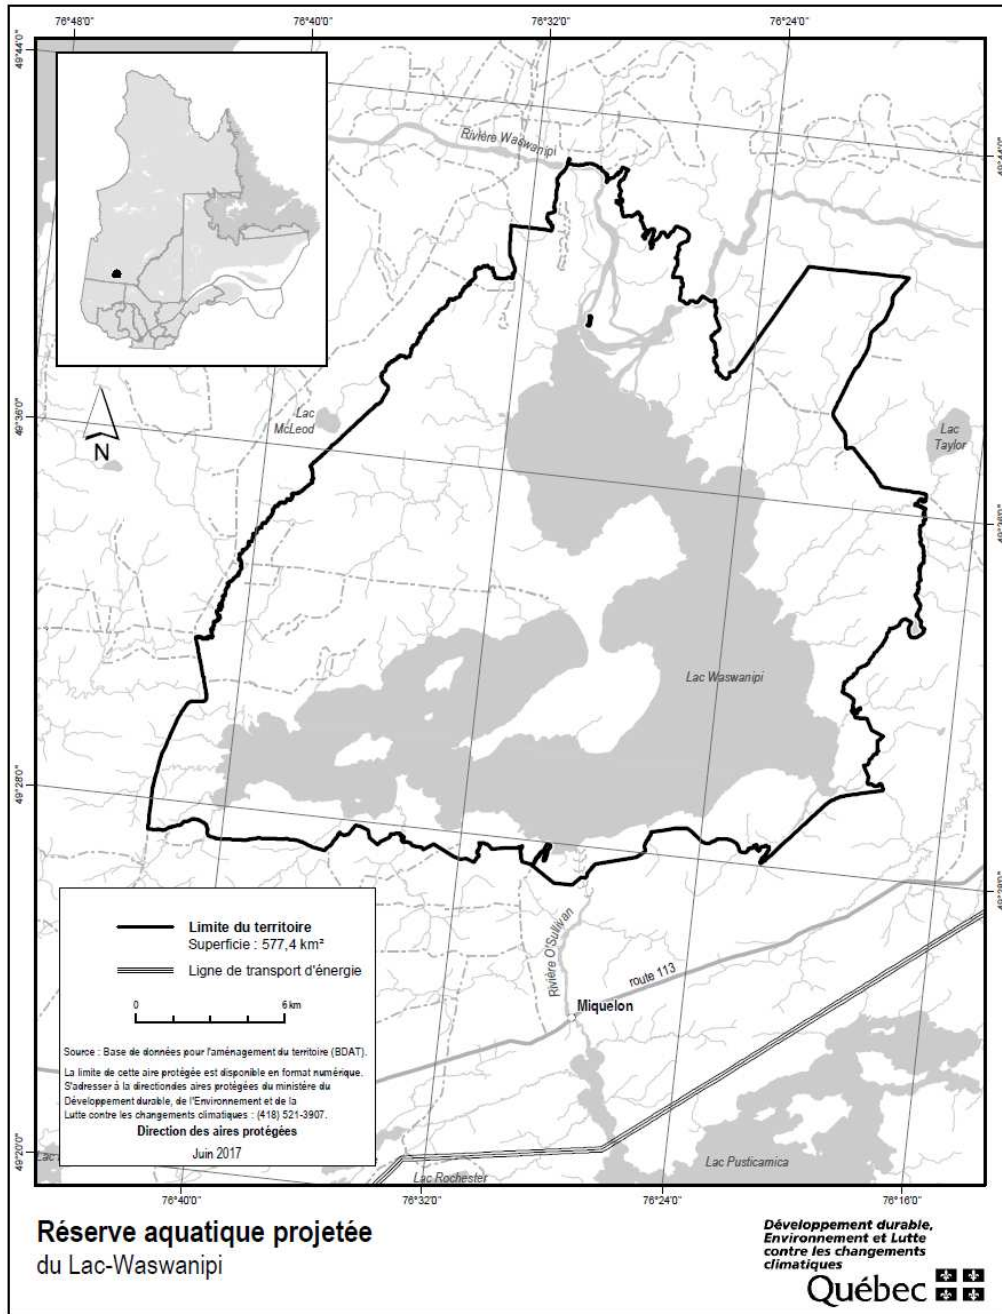 76°48'0"
76°40'0"
76°32'0"
76°24'0"
49°44'0"
Rivière Waswanipi
49°36'0"
Lac
McLeod
N
Lac
Taylor
49°36'0"
Lac Waswanipi
49°28'0"
49°28'0"
Limite du territoire
Superficie : 577,4 km²
Ligne de transport d'énergie
0 6 km
Source : Base de données pour l'aménagement du territoire (BDAT).
La limite de cette aire protégée est disponible en format numérique.
S'adresser à la directiondes aires protégées du ministère du
Développement durable, de l'Environnement et de la
Lutte contre les changements climatiques : (418) 521-3907.
Direction des aires protégées
Juin 2017
Rivière O'Sullivan
route 113
Miquelon
49°20'0"
Lac Pusticamica
Lac Rochester
76°40'0"
76°32'0"
76°24'0"
76°16'0"
Réserve aquatique projetée
du Lac-Waswanipi
Développement durable,
Environnement et Lutte
contre les changements
climatiques
Québec